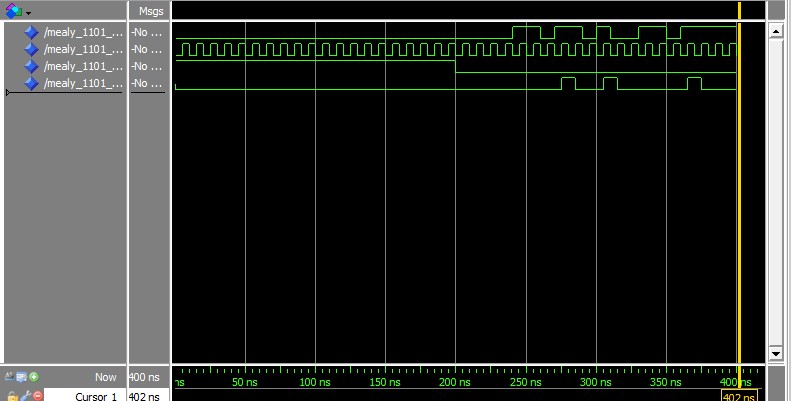 Msgs
/mealy_1101_... -No ...
/mealy_1101_... -No ...
/mealy_1101_... -No ...
/mealy_1101_... -No ...
Now 400 ns ns 50 ns 100 ns 150 ns 200 ns 250 ns 300 ns 350 ns 400 ns
Cursor 1 402 ns 402 ns